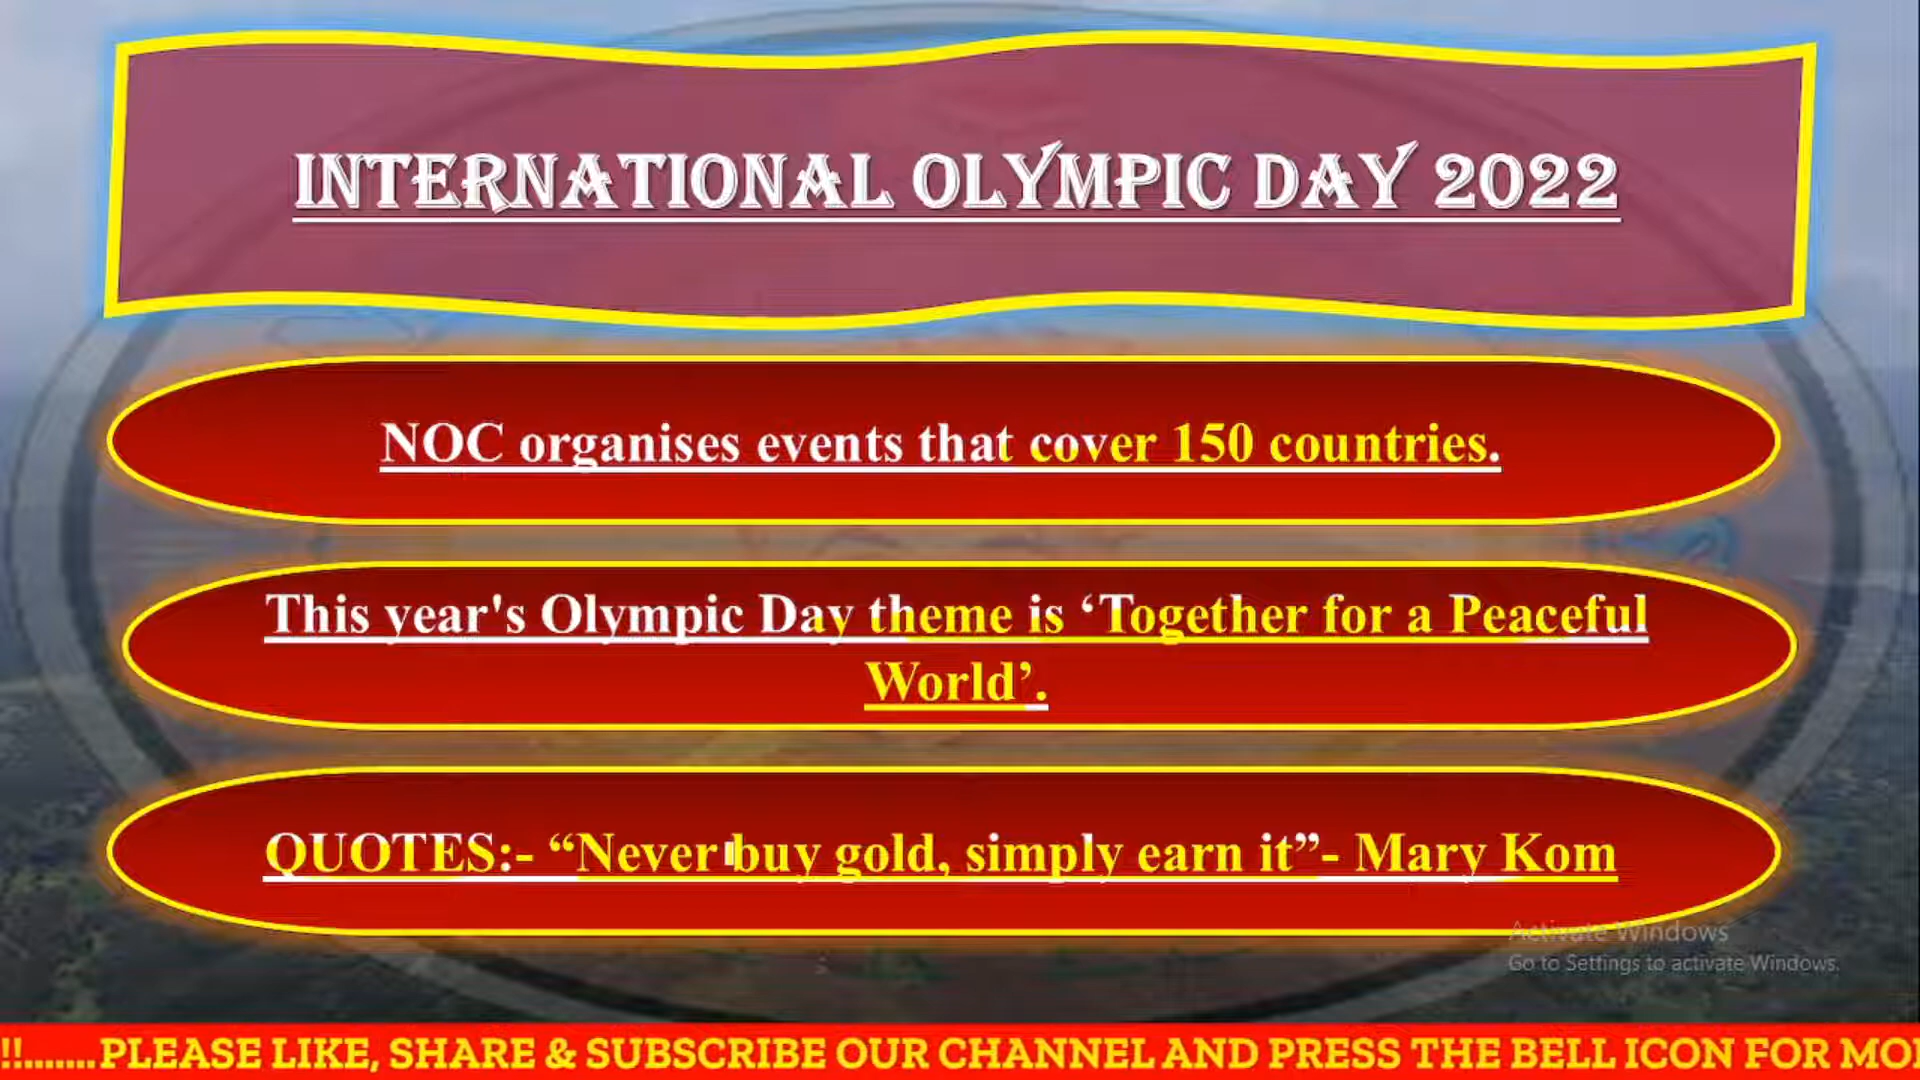 INTERNATIONAL OLYMPIC DAY 2022
NOC organises events that cover 150 countries.
This year's Olympic Day theme is ‘Together for a Peaceful
World’.
QUOTES:- “Never buy gold, simply earn it”- Mary Kom
Activate Windows
Go to Settings to activate Windows.
!!.......PLEASE LIKE, SHARE & SUBSCRIBE OUR CHANNEL AND PRESS THE BELL ICON FOR